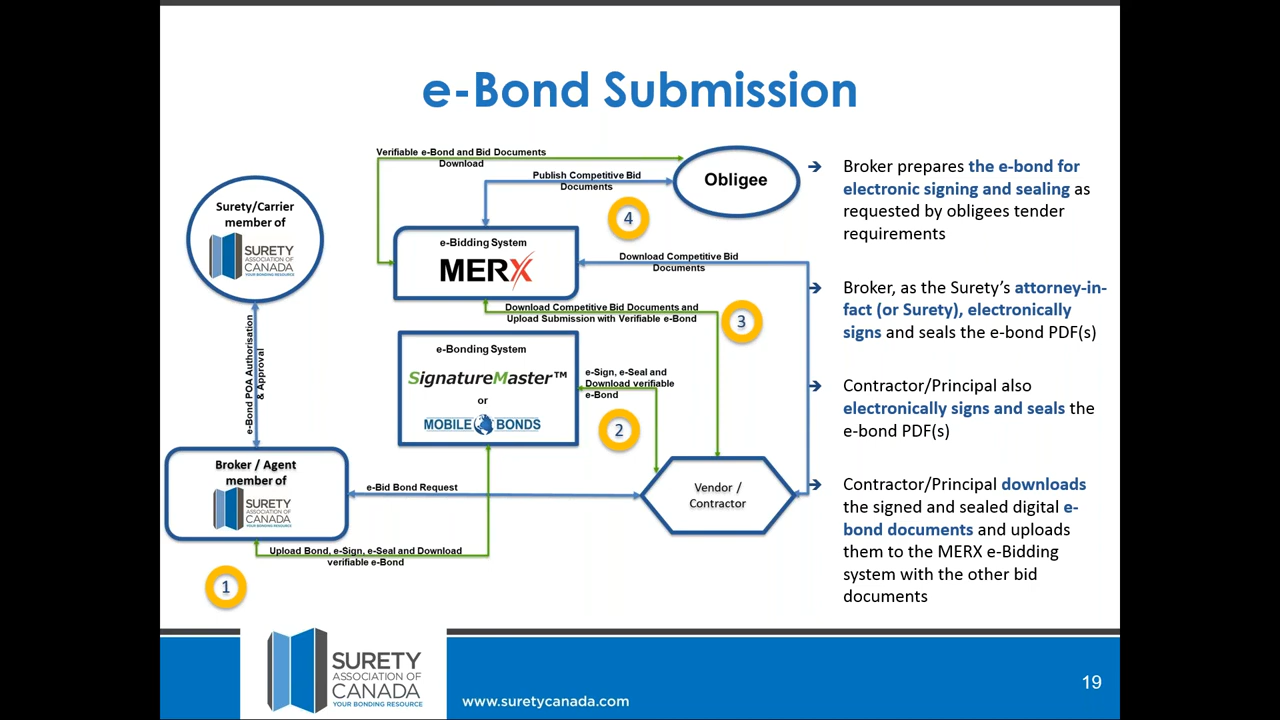 e-Bond Submission
Verifiable e-Bond and Bid Documents
Download
Publish Competitive Bid
Documents
Obligee
4
Surety/Carrier
member of
SURETY
ASSOCIATION OF
CANADA
YOUR BONDING RESOURCE
e-Bidding System
MERX
Download Competitive Bid
Documents
Download Competitive Bid Documents and
Upload Submission with Verifiable e-Bond
3
e-Bonding System
SignatureMaster™
or
MOBILE BONDS
e-Sign, e-Seal and
Download verifiable
e-Bond
2
e-Bond POA Authorisation
& Approval
Broker / Agent
member of
SURETY
ASSOCIATION OF
CANADA
YOUR BONDING RESOURCE
e-Bid Bond Request
Vendor /
Contractor
Upload Bond, e-Sign, e-Seal and Download
verifiable e-Bond
1
Broker prepares the e-bond for
electronic signing and sealing as
requested by obligees tender
requirements
Broker, as the Surety's attorney-in-
fact (or Surety), electronically
signs and seals the e-bond PDF(s)
Contractor/Principal also
electronically signs and seals the
e-bond PDF(s)
Contractor/Principal downloads
the signed and sealed digital e-
bond documents and uploads
them to the MERX e-Bidding
system with the other bid
documents
SURETY
ASSOCIATION OF
CANADA
YOUR BONDING RESOURCE
www.suretycanada.com
19